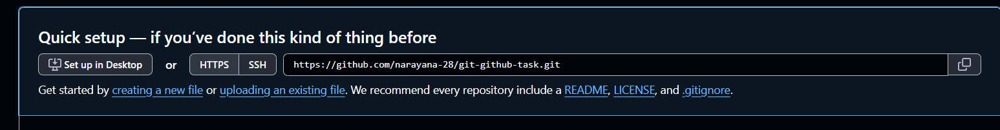 Quick setup — if you’ve done this kind of thing before
Set up in Desktop or HTTPS SSH https://github.com/narayana-28/git-github-task.git
Get started by creating a new file or uploading an existing file. We recommend every repository include a README, LICENSE, and .gitignore.